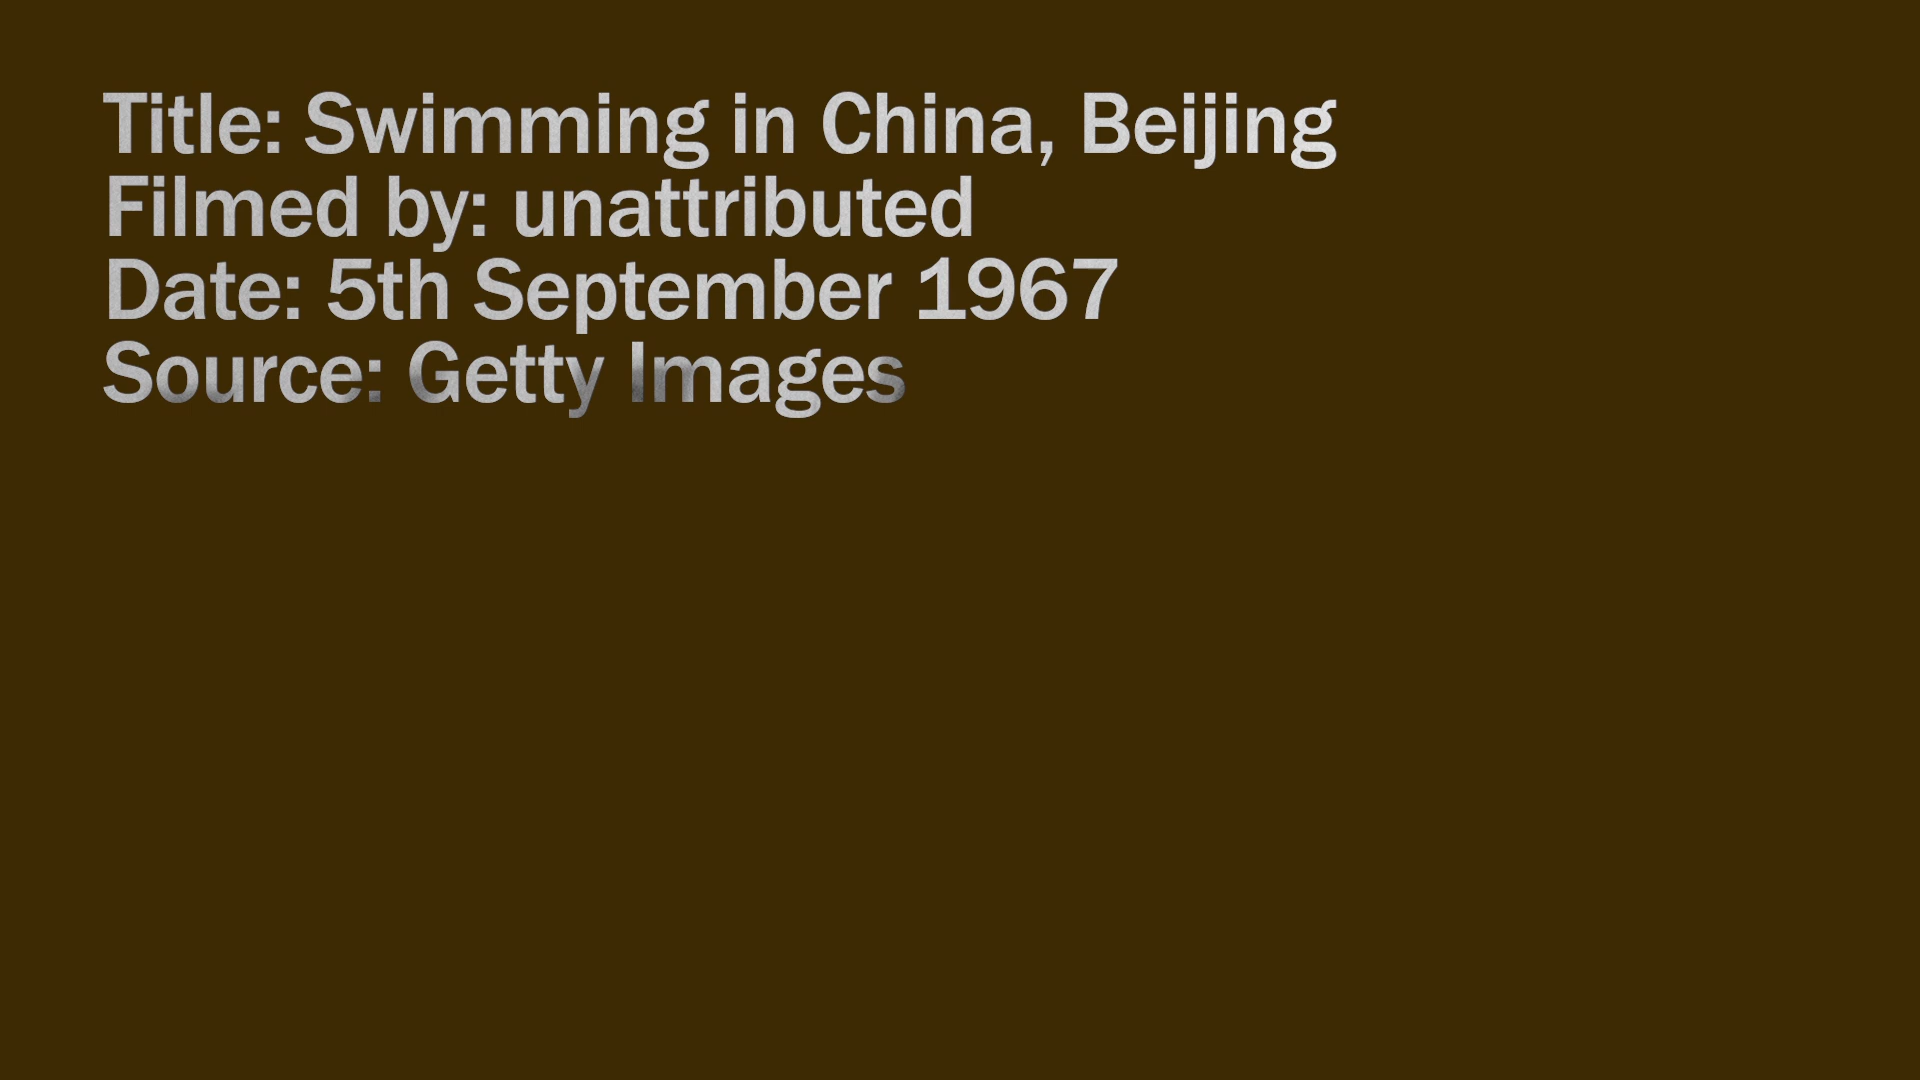 Title: Swimming in China, Beijing
Filmed by: unattributed
Date: 5th September 1967
Source: Getty Images